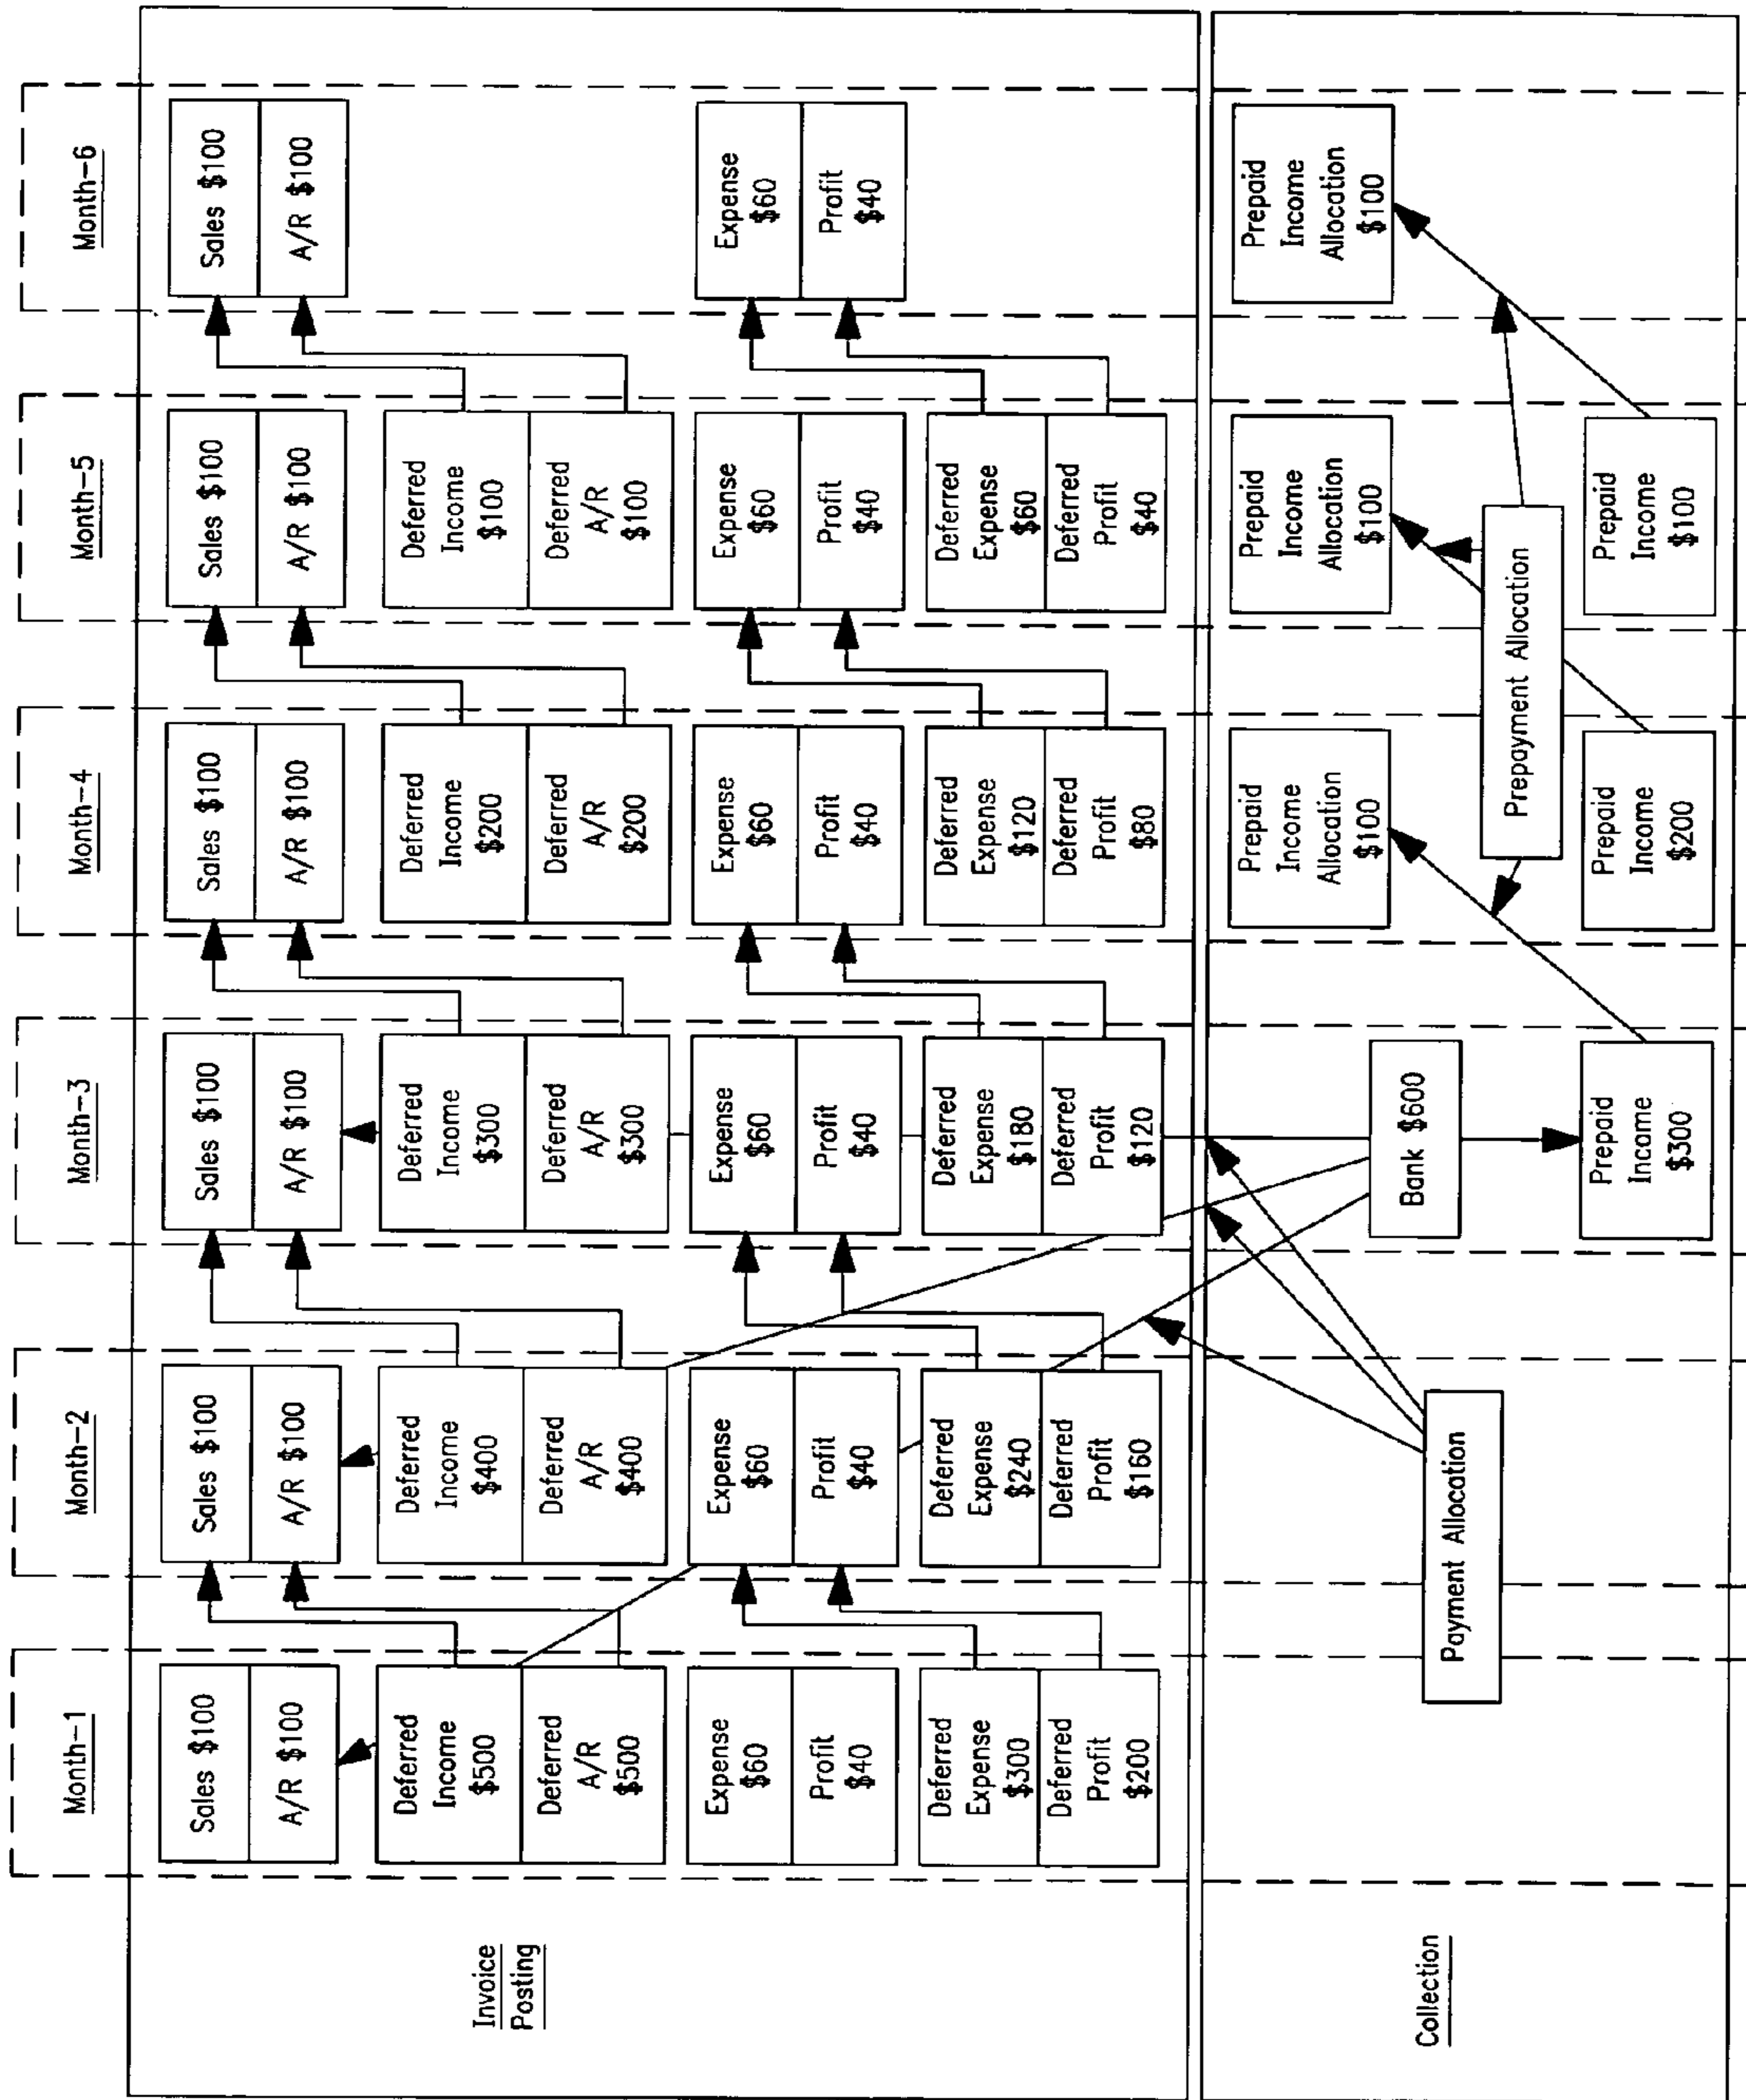 Month-1
Month-2
Month-3
Month-4
Month-5
Month-6
Invoice
Posting
Sales $100
A/R $100
Sales $100
A/R $100
Sales $100
A/R $100
Sales $100
A/R $100
Sales $100
A/R $100
Sales $100
A/R $100
Deferred
Income
$500
Deferred
A/R
$500
Deferred
Income
$400
Deferred
A/R
$400
Deferred
Income
$300
Deferred
A/R
$300
Deferred
Income
$200
Deferred
A/R
$200
Deferred
Income
$100
Deferred
A/R
$100
Expense
$60
Profit
$40
Expense
$60
Profit
$40
Expense
$60
Profit
$40
Expense
$60
Profit
$40
Expense
$60
Profit
$40
Expense
$60
Profit
$40
Deferred
Expense
$300
Deferred
Profit
$200
Deferred
Expense
$240
Deferred
Profit
$160
Deferred
Expense
$180
Deferred
Profit
$120
Deferred
Expense
$120
Deferred
Profit
$80
Deferred
Expense
$60
Deferred
Profit
$40
Collection
Payment Allocation
Bank $600
Prepaid
Income
$300
Prepaid
Income
Allocation
$100
Prepaid
Income
Allocation
$100
Prepaid
Income
Allocation
$100
Prepayment Allocation
Prepaid
Income
$200
Prepaid
Income
$100